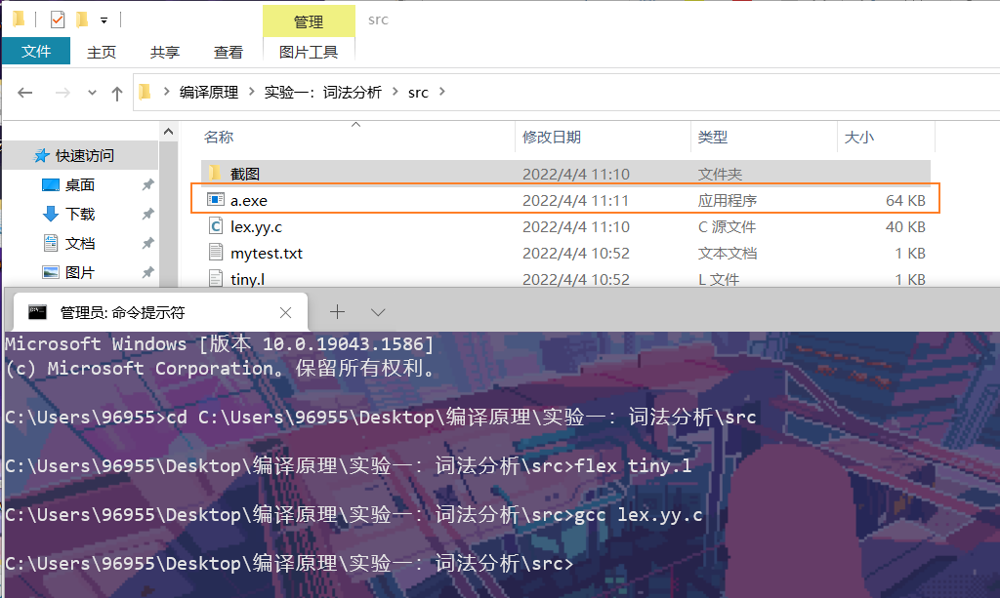 管理 src
文件 主页 共享 查看 图片工具
编译原理 实验一：词法分析 src
名称 修改日期 类型 大小
快速访问
桌面
下载
文档
图片
截图 2022/4/4 11:10 文件夹
a.exe 2022/4/4 11:11 应用程序 64 KB
lex.yy.c 2022/4/4 11:10 C 源文件 40 KB
mytest.txt 2022/4/4 10:52 文本文档 1 KB
tiny.l 2022/4/4 10:52 L 文件 1 KB
管理员: 命令提示符
Microsoft Windows [版本 10.0.19043.1586]
(c) Microsoft Corporation。保留所有权利。
C:\Users\96955>cd C:\Users\96955\Desktop\编译原理\实验一：词法分析\src
C:\Users\96955\Desktop\编译原理\实验一：词法分析\src>flex tiny.l
C:\Users\96955\Desktop\编译原理\实验一：词法分析\src>gcc lex.yy.c
C:\Users\96955\Desktop\编译原理\实验一：词法分析\src>